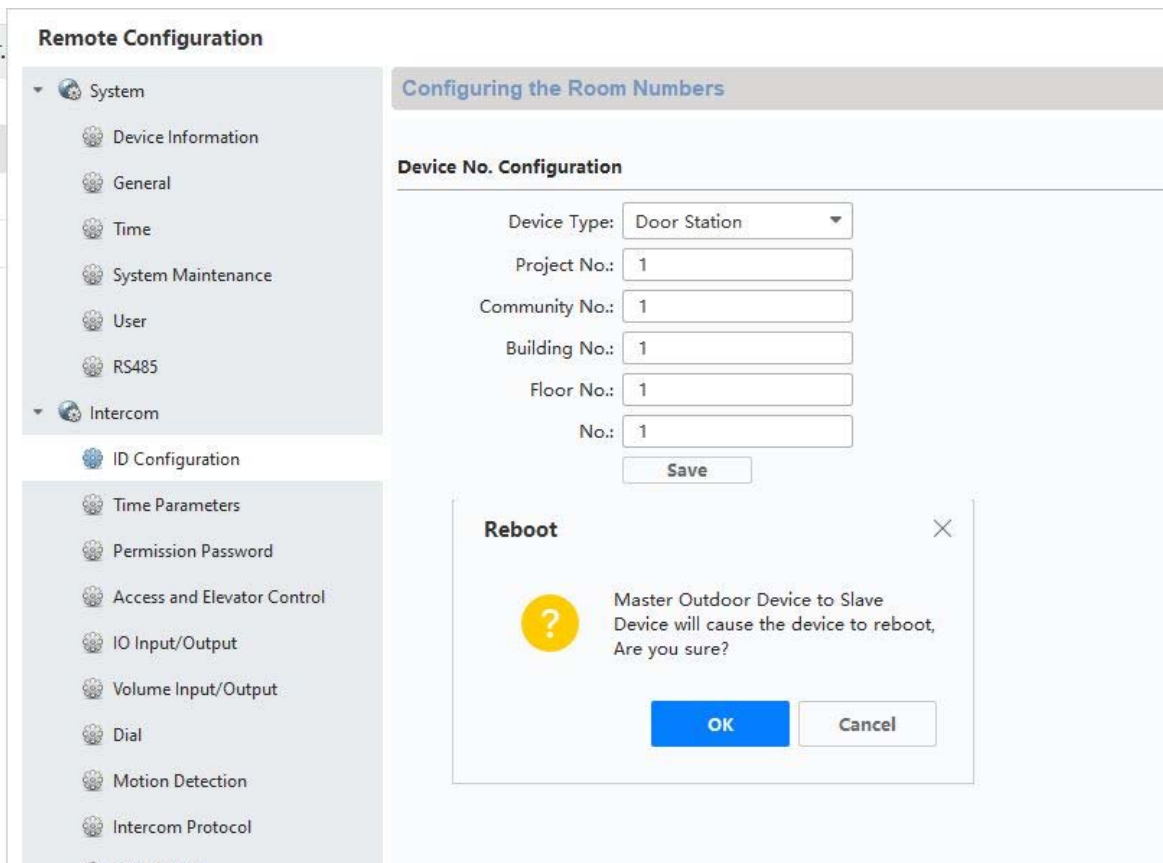 Remote Configuration
System
Device Information
General
Time
System Maintenance
User
RS485
Intercom
ID Configuration
Time Parameters
Permission Password
Access and Elevator Control
IO Input/Output
Volume Input/Output
Dial
Motion Detection
Intercom Protocol
Configuring the Room Numbers
Device No. Configuration
Device Type: Door Station
Project No.: 1
Community No.: 1
Building No.: 1
Floor No.: 1
No.: 1
Save
Reboot
Master Outdoor Device to Slave
Device will cause the device to reboot,
Are you sure?
OK Cancel